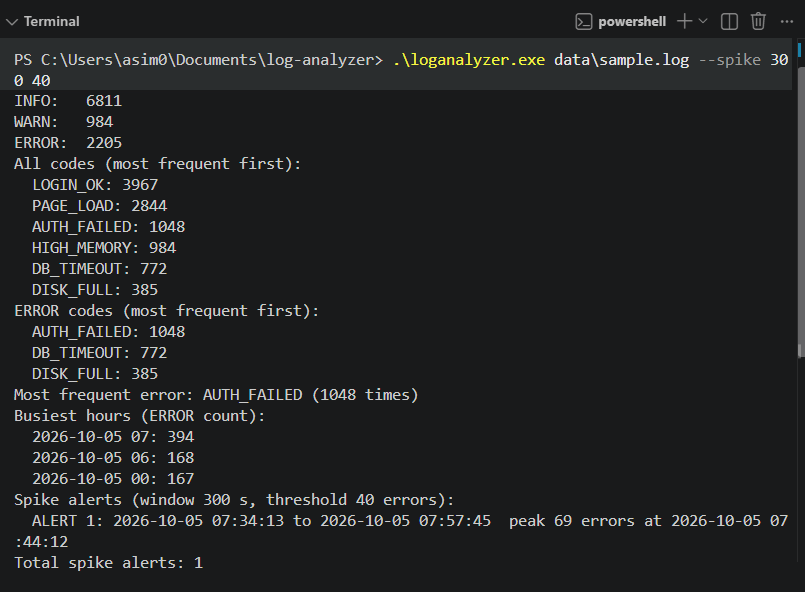 Terminal
powershell
PS C:\Users\asim0\Documents\log-analyzer> .\loganalyzer.exe data\sample.log --spike 30
0 40
INFO:   6811
WARN:   984
ERROR:  2205
All codes (most frequent first):
  LOGIN_OK: 3967
  PAGE_LOAD: 2844
  AUTH_FAILED: 1048
  HIGH_MEMORY: 984
  DB_TIMEOUT: 772
  DISK_FULL: 385
ERROR codes (most frequent first):
  AUTH_FAILED: 1048
  DB_TIMEOUT: 772
  DISK_FULL: 385
Most frequent error: AUTH_FAILED (1048 times)
Busiest hours (ERROR count):
  2026-10-05 07: 394
  2026-10-05 06: 168
  2026-10-05 00: 167
Spike alerts (window 300 s, threshold 40 errors):
  ALERT 1: 2026-10-05 07:34:13 to 2026-10-05 07:57:45  peak 69 errors at 2026-10-05 07
:44:12
Total spike alerts: 1